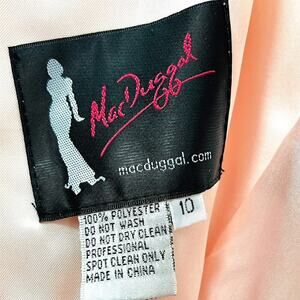 MacDuggal
macduggal.com
10
100% POLYESTER
DO NOT WASH
DO NOT DRY CLEAN
PROFESSIONAL
SPOT CLEAN ONLY
MADE IN CHINA